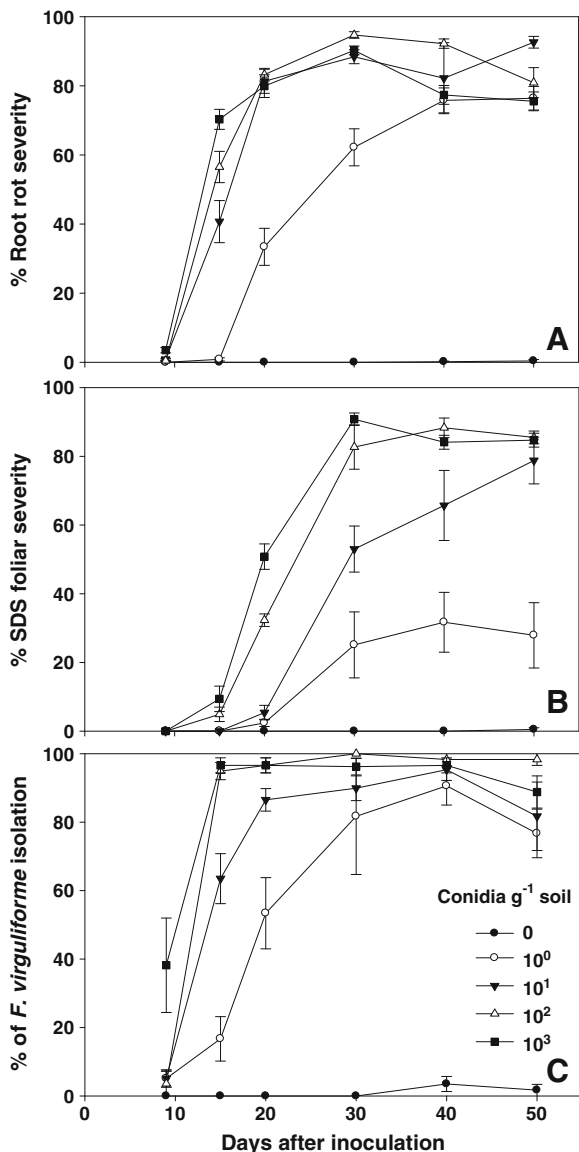 100
80
60
40
20
0
% Root rot severity
A
100
80
60
40
20
0
% SDS foliar severity
B
100
80
60
40
20
0
% of F. virguliforme isolation
Conidia g⁻¹ soil
0
10⁰
10¹
10²
10³
C
0 10 20 30 40 50
Days after inoculation